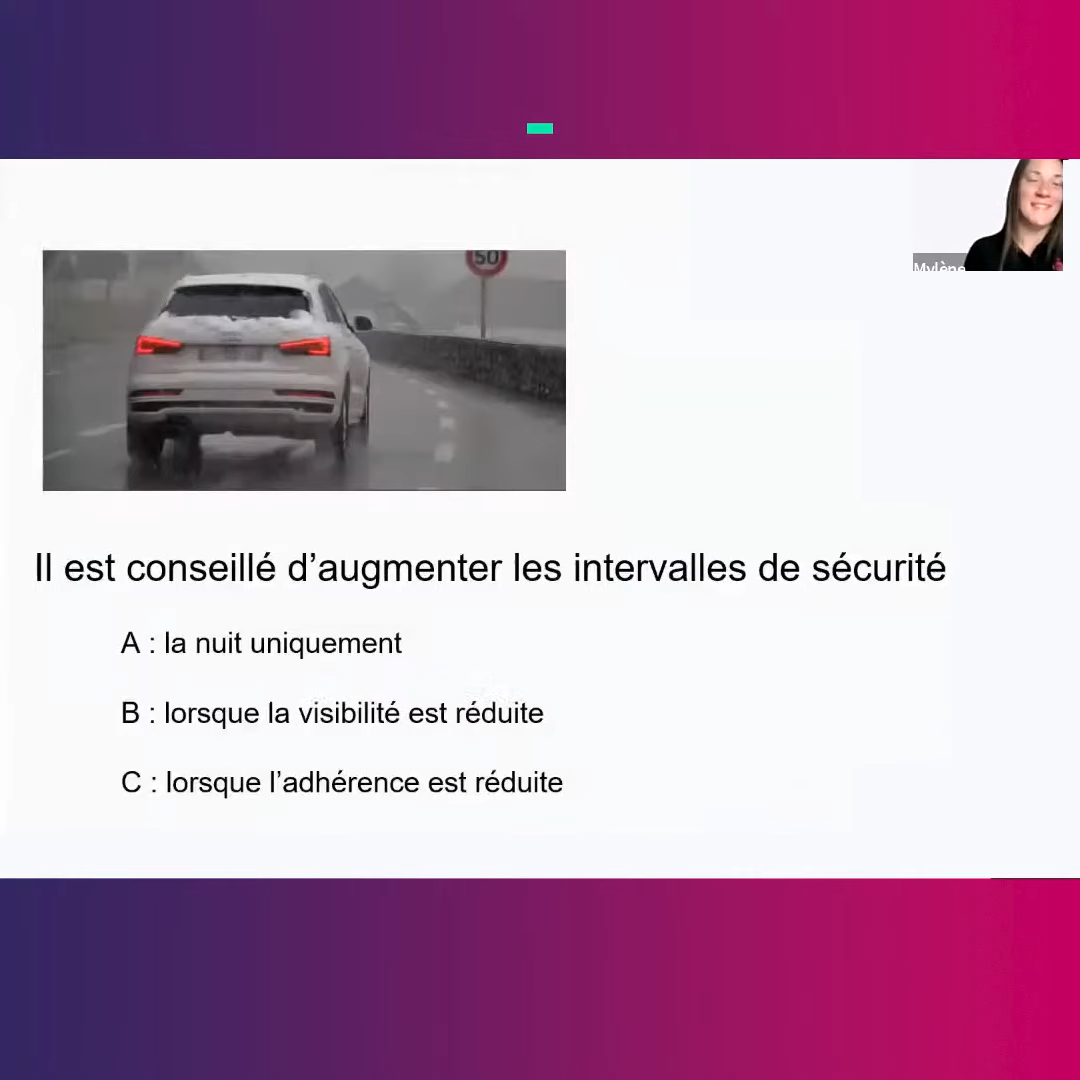 Mylène
50
Il est conseillé d’augmenter les intervalles de sécurité
A : la nuit uniquement
B : lorsque la visibilité est réduite
C : lorsque l’adhérence est réduite